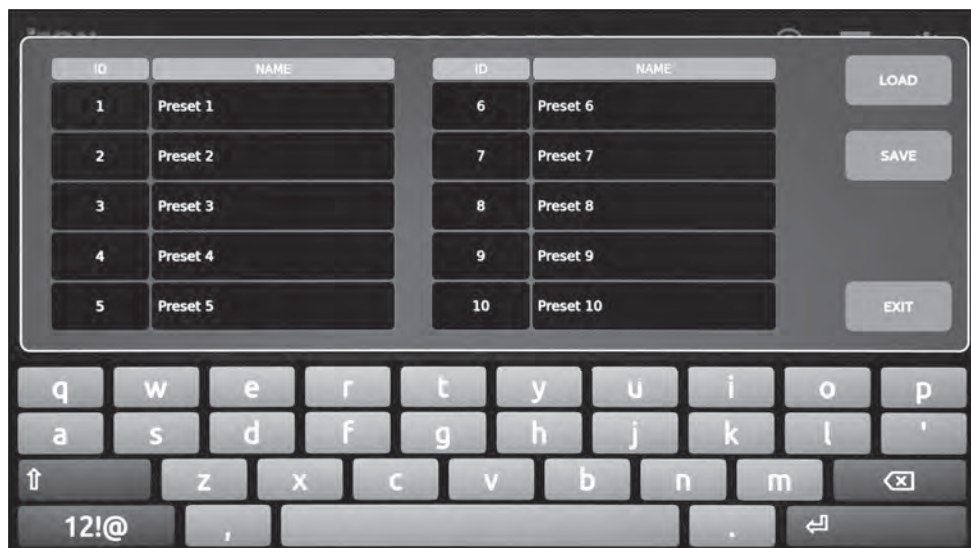 ID NAME ID NAME LOAD
1 Preset 1 6 Preset 6
2 Preset 2 7 Preset 7 SAVE
3 Preset 3 8 Preset 8
4 Preset 4 9 Preset 9
5 Preset 5 10 Preset 10 EXIT
q w e r t y u i o p
a s d f g h j k l '
z x c v b n m
12!@ , .